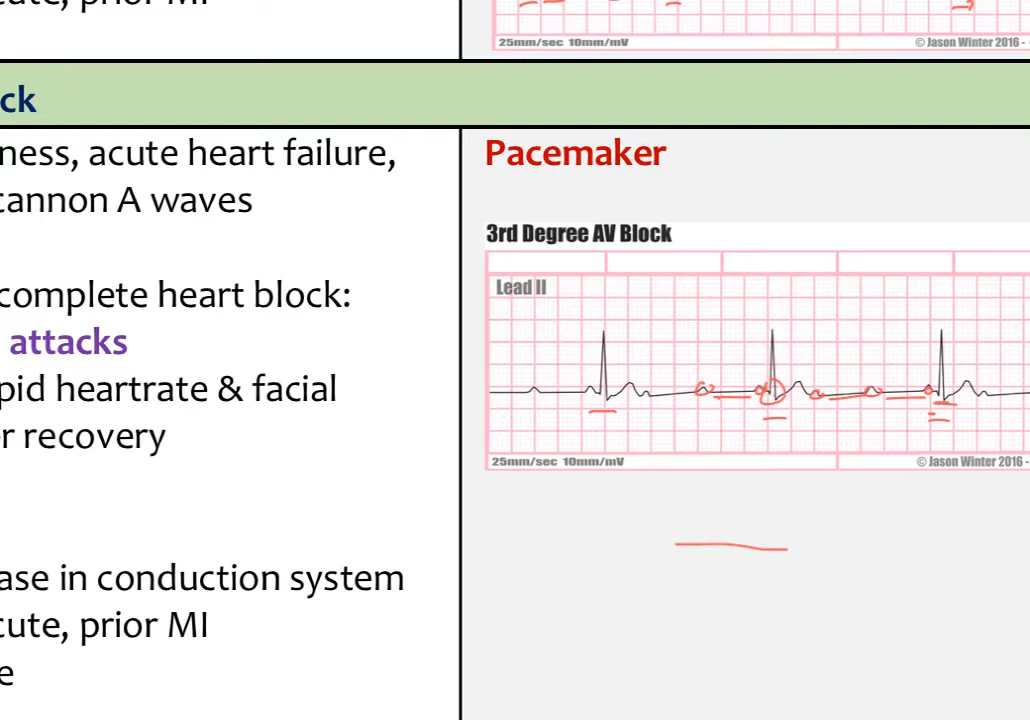 cute, prior MI
25mm/sec 10mm/mV
© Jason Winter 2016 -
ck
ness, acute heart failure,
cannon A waves
Pacemaker
complete heart block:
attacks
pid heartrate & facial
r recovery
3rd Degree AV Block
Lead II
25mm/sec 10mm/mV
© Jason Winter 2016 -
ase in conduction system
cute, prior MI
e